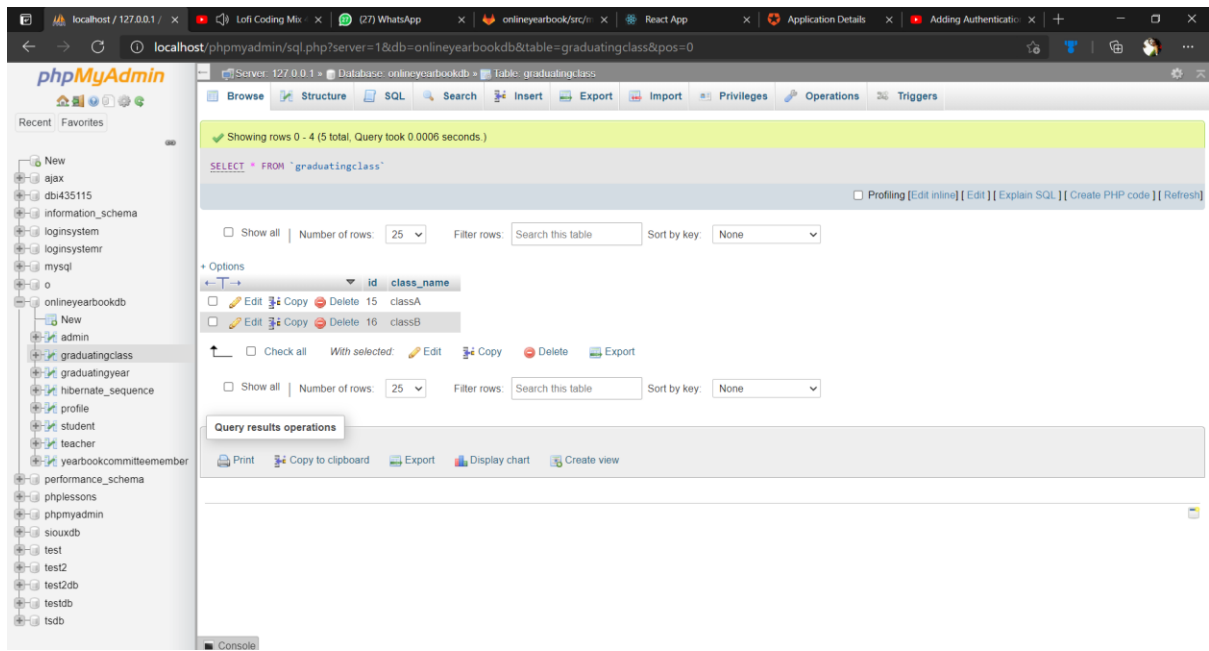 localhost / 127.0.0.1 /
Lofi Coding Mix
(27) WhatsApp
onlineyearbook/src/m
React App
Application Details
Adding Authenticatio
localhost/phpmyadmin/sql.php?server=1&db=onlineyearbookdb&table=graduatingclass&pos=0
phpMyAdmin
Recent Favorites
New
ajax
dbi435115
information_schema
loginsystem
loginsystemr
mysql
o
onlineyearbookdb
New
admin
graduatingclass
graduatingyear
hibernate_sequence
profile
student
teacher
yearbookcommitteemember
performance_schema
phplessons
phpmyadmin
siouxdb
test
test2
test2db
testdb
tsdb
Server: 127.0.0.1 » Database: onlineyearbookdb » Table: graduatingclass
Browse Structure SQL Search Insert Export Import Privileges Operations Triggers
Showing rows 0 - 4 (5 total, Query took 0.0006 seconds.)
SELECT * FROM `graduatingclass`
Profiling [Edit inline] [ Edit ] [ Explain SQL ] [ Create PHP code ] [ Refresh]
Show all | Number of rows: 25 Filter rows: Search this table Sort by key: None
+ Options
←T→ ▼ id class_name
Edit Copy Delete 15 classA
Edit Copy Delete 16 classB
Check all With selected: Edit Copy Delete Export
Show all | Number of rows: 25 Filter rows: Search this table Sort by key: None
Query results operations
Print Copy to clipboard Export Display chart Create view
Console